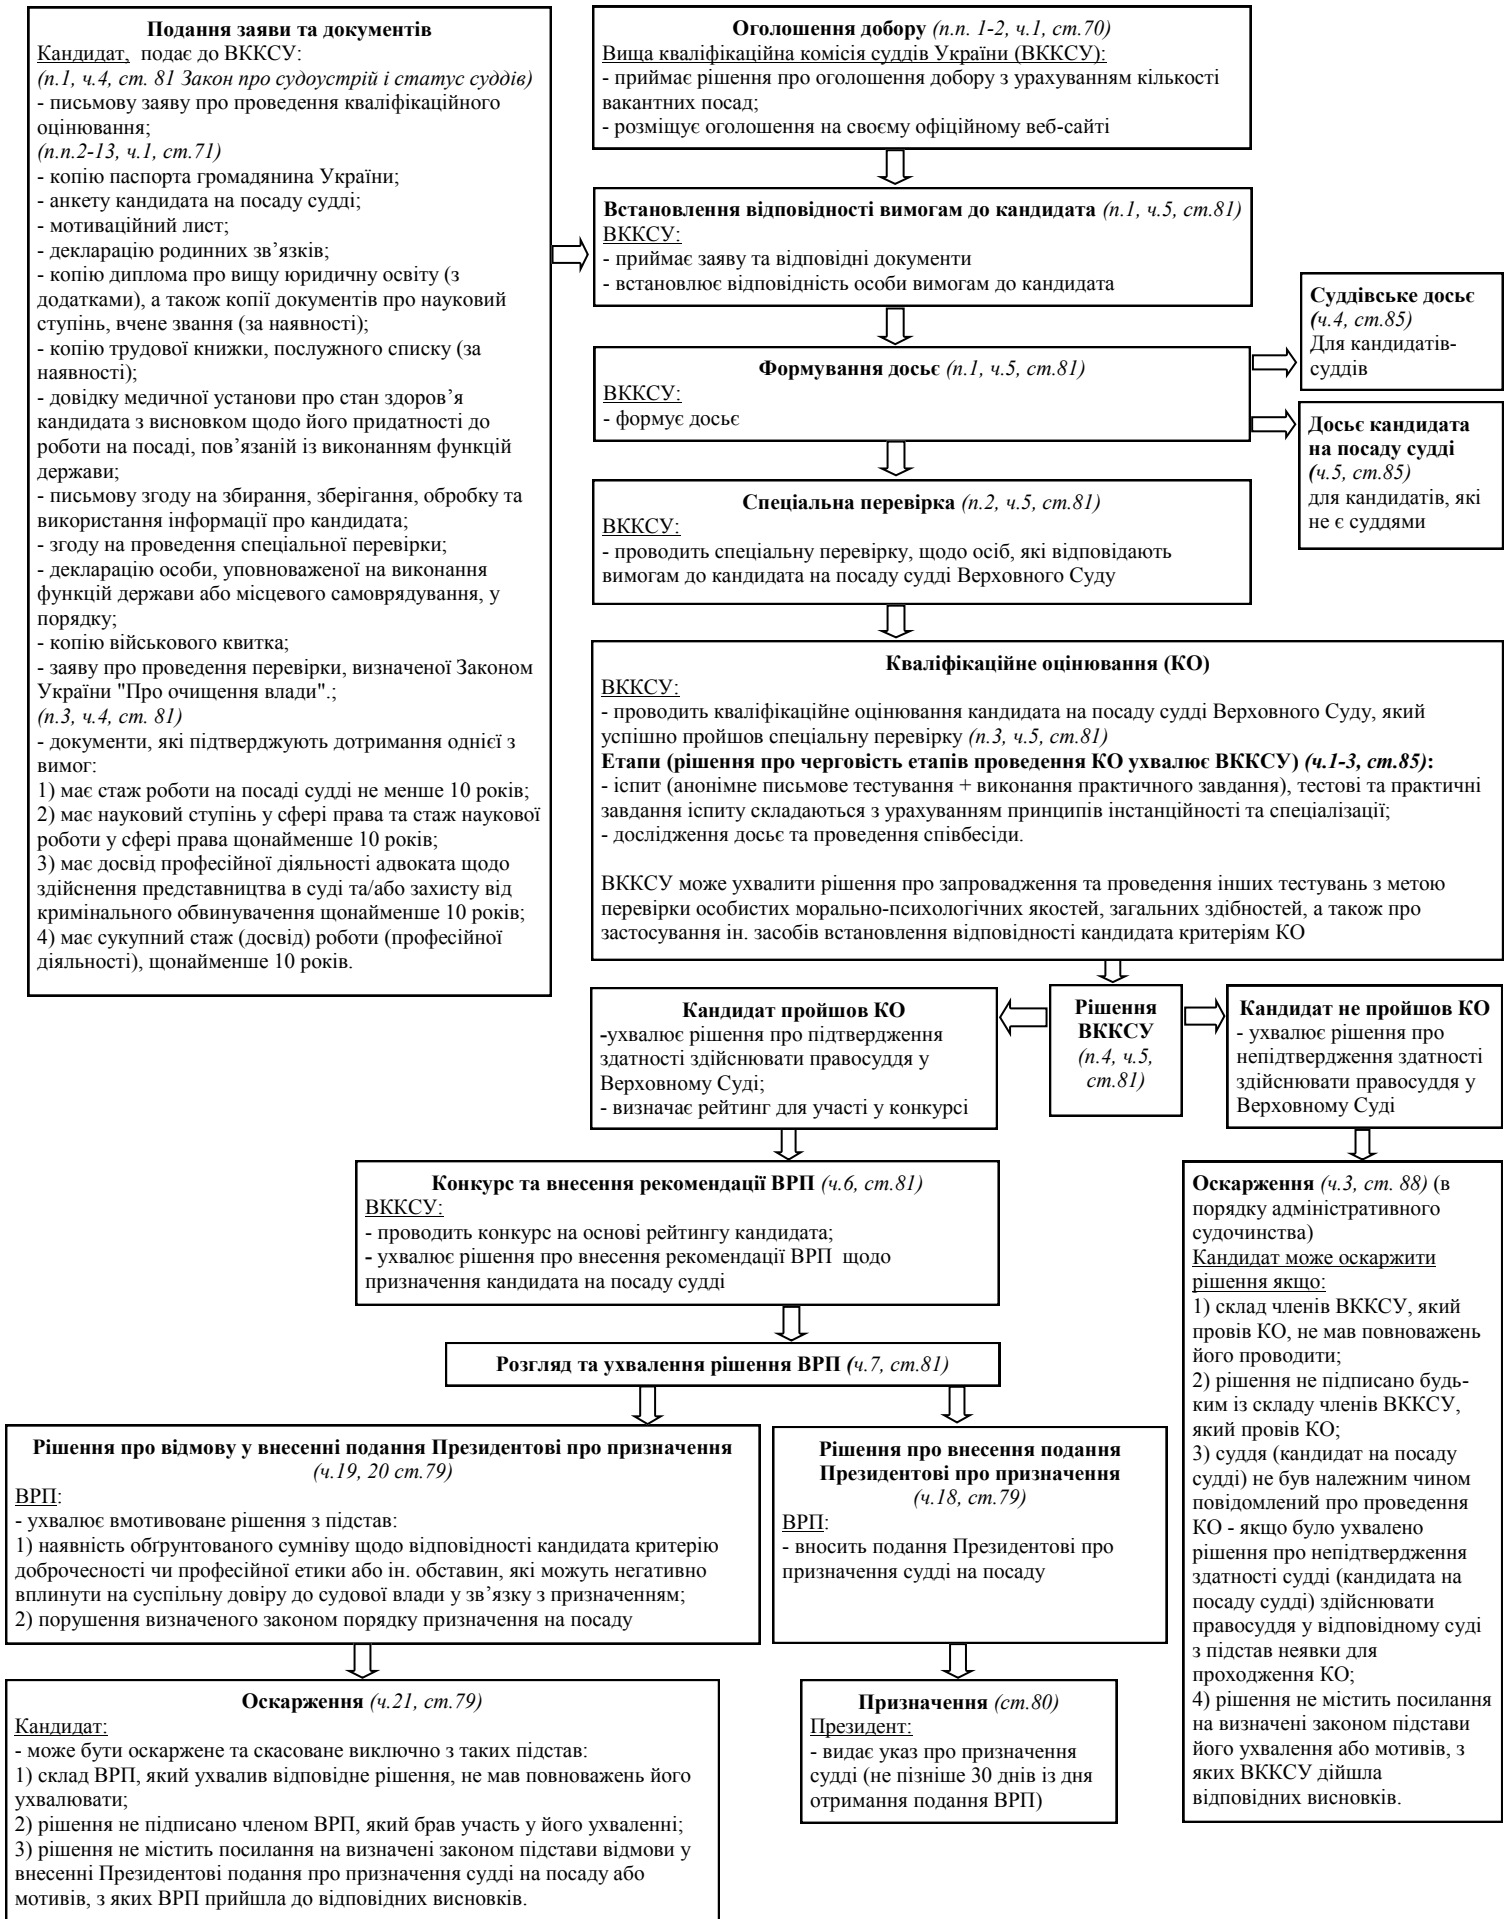 Подання заяви та документів
Кандидат, подає до ВККСУ:
(п.1, ч.4, ст. 81 Закон про судоустрій і статус суддів)
- письмову заяву про проведення кваліфікаційного
оцінювання;
(п.п.2-13, ч.1, ст.71)
- копію паспорта громадянина України;
- анкету кандидата на посаду судді;
- мотиваційний лист;
- декларацію родинних зв’язків;
- копію диплома про вищу юридичну освіту (з
додатками), а також копії документів про науковий
ступінь, вчене звання (за наявності);
- копію трудової книжки, послужного списку (за
наявності);
- довідку медичної установи про стан здоров’я
кандидата з висновком щодо його придатності до
роботи на посаді, пов’язаній із виконанням функцій
держави;
- письмову згоду на збирання, зберігання, обробку та
використання інформації про кандидата;
- згоду на проведення спеціальної перевірки;
- декларацію особи, уповноваженої на виконання
функцій держави або місцевого самоврядування, у
порядку;
- копію військового квитка;
- заяву про проведення перевірки, визначеної Законом
України "Про очищення влади".;
(п.3, ч.4, ст. 81)
- документи, які підтверджують дотримання однієї з
вимог:
1) має стаж роботи на посаді судді не менше 10 років;
2) має науковий ступінь у сфері права та стаж наукової
роботи у сфері права щонайменше 10 років;
3) має досвід професійної діяльності адвоката щодо
здійснення представництва в суді та/або захисту від
кримінального обвинувачення щонайменше 10 років;
4) має сукупний стаж (досвід) роботи (професійної
діяльності), щонайменше 10 років.
Оголошення добору (п.п. 1-2, ч.1, ст.70)
Вища кваліфікаційна комісія суддів України (ВККСУ):
- приймає рішення про оголошення добору з урахуванням кількості
вакантних посад;
- розміщує оголошення на своєму офіційному веб-сайті
Встановлення відповідності вимогам до кандидата (п.1, ч.5, ст.81)
ВККСУ:
- приймає заяву та відповідні документи
- встановлює відповідність особи вимогам до кандидата
Формування досьє (п.1, ч.5, ст.81)
ВККСУ:
- формує досьє
Суддівське досьє
(ч.4, ст.85)
Для кандидатів-
суддів
Досьє кандидата
на посаду судді
(ч.5, ст.85)
для кандидатів, які
не є суддями
Спеціальна перевірка (п.2, ч.5, ст.81)
ВККСУ:
- проводить спеціальну перевірку, щодо осіб, які відповідають
вимогам до кандидата на посаду судді Верховного Суду
Кваліфікаційне оцінювання (КО)
ВККСУ:
- проводить кваліфікаційне оцінювання кандидата на посаду судді Верховного Суду, який
успішно пройшов спеціальну перевірку (п.3, ч.5, ст.81)
Етапи (рішення про черговість етапів проведення КО ухвалює ВККСУ) (ч.1-3, ст.85):
- іспит (анонімне письмове тестування + виконання практичного завдання), тестові та практичні
завдання іспиту складаються з урахуванням принципів інстанційності та спеціалізації;
- дослідження досьє та проведення співбесіди.
ВККСУ може ухвалити рішення про запровадження та проведення інших тестувань з метою
перевірки особистих морально-психологічних якостей, загальних здібностей, а також про
застосування ін. засобів встановлення відповідності кандидата критеріям КО
Кандидат пройшов КО
-ухвалює рішення про підтвердження
здатності здійснювати правосуддя у
Верховному Суді;
- визначає рейтинг для участі у конкурсі
Рішення
ВККСУ
(п.4, ч.5,
ст.81)
Кандидат не пройшов КО
- ухвалює рішення про
непідтвердження здатності
здійснювати правосуддя у
Верховному Суді
Конкурс та внесення рекомендації ВРП (ч.6, ст.81)
ВККСУ:
- проводить конкурс на основі рейтингу кандидата;
- ухвалює рішення про внесення рекомендації ВРП щодо
призначення кандидата на посаду судді
Оскарження (ч.3, ст. 88) (в
порядку адміністративного
судочинства)
Кандидат може оскаржити
рішення якщо:
1) склад членів ВККСУ, який
провів КО, не мав повноважень
його проводити;
2) рішення не підписано будь-
ким із складу членів ВККСУ,
який провів КО;
3) суддя (кандидат на посаду
судді) не був належним чином
повідомлений про проведення
КО - якщо було ухвалено
рішення про непідтвердження
здатності судді (кандидата на
посаду судді) здійснювати
правосуддя у відповідному суді
з підстав неявки для
проходження КО;
4) рішення не містить посилання
на визначені законом підстави
його ухвалення або мотивів, з
яких ВККСУ дійшла
відповідних висновків.
Розгляд та ухвалення рішення ВРП (ч.7, ст.81)
Рішення про відмову у внесенні подання Президентові про призначення
(ч.19, 20 ст.79)
ВРП:
- ухвалює вмотивоване рішення з підстав:
1) наявність обґрунтованого сумніву щодо відповідності кандидата критерію
доброчесності чи професійної етики або ін. обставин, які можуть негативно
вплинути на суспільну довіру до судової влади у зв’язку з призначенням;
2) порушення визначеного законом порядку призначення на посаду
Рішення про внесення подання
Президентові про призначення
(ч.18, ст.79)
ВРП:
- вносить подання Президентові про
призначення судді на посаду
Оскарження (ч.21, ст.79)
Кандидат:
- може бути оскаржене та скасоване виключно з таких підстав:
1) склад ВРП, який ухвалив відповідне рішення, не мав повноважень його
ухвалювати;
2) рішення не підписано членом ВРП, який брав участь у його ухваленні;
3) рішення не містить посилання на визначені законом підстави відмови у
внесенні Президентові подання про призначення судді на посаду або
мотивів, з яких ВРП прийшла до відповідних висновків.
Призначення (ст.80)
Президент:
- видає указ про призначення
судді (не пізніше 30 днів із дня
отримання подання ВРП)